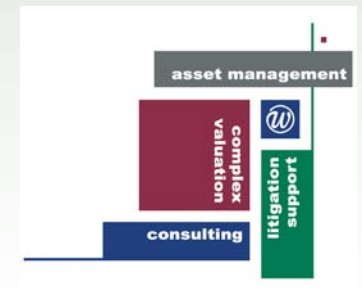 asset management
w
complex
valuation
litigation
support
consulting